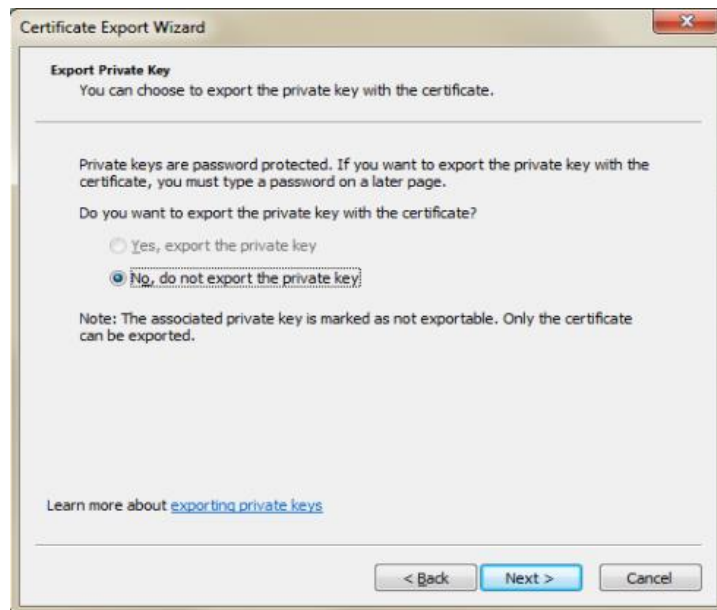 Certificate Export Wizard
Export Private Key
You can choose to export the private key with the certificate.
Private keys are password protected. If you want to export the private key with the
certificate, you must type a password on a later page.
Do you want to export the private key with the certificate?
Yes, export the private key
No, do not export the private key
Note: The associated private key is marked as not exportable. Only the certificate
can be exported.
Learn more about exporting private keys
< Back
Next >
Cancel